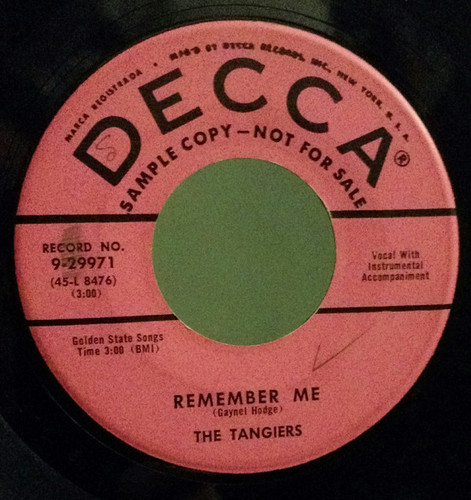 MARCA REGISTRADA • MFG'D BY DECCA RECORDS, INC., NEW YORK, U. S. A.
DECCA®
SAMPLE COPY—NOT FOR SALE
RECORD NO.
9-29971
(45-L 8476)
(3:00)
Vocal With
Instrumental
Accompaniment
Golden State Songs
Time 3:00 (BMI)
REMEMBER ME
(Gaynel Hodge)
THE TANGIERS